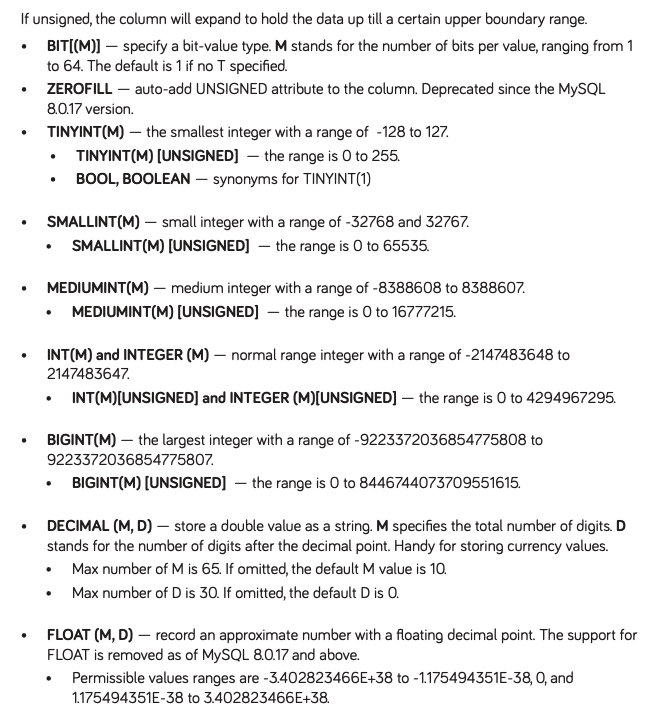 If unsigned, the column will expand to hold the data up till a certain upper boundary range.
• BIT[(M)] — specify a bit-value type. M stands for the number of bits per value, ranging from 1
to 64. The default is 1 if no T specified.
• ZEROFILL — auto-add UNSIGNED attribute to the column. Deprecated since the MySQL
8.0.17 version.
• TINYINT(M) — the smallest integer with a range of -128 to 127.
• TINYINT(M) [UNSIGNED] — the range is 0 to 255.
• BOOL, BOOLEAN — synonyms for TINYINT(1)
• SMALLINT(M) — small integer with a range of -32768 and 32767.
• SMALLINT(M) [UNSIGNED] — the range is 0 to 65535.
• MEDIUMINT(M) — medium integer with a range of -8388608 to 8388607.
• MEDIUMINT(M) [UNSIGNED] — the range is 0 to 16777215.
• INT(M) and INTEGER (M) — normal range integer with a range of -2147483648 to
2147483647.
• INT(M)[UNSIGNED] and INTEGER (M)[UNSIGNED] — the range is 0 to 4294967295.
• BIGINT(M) — the largest integer with a range of -9223372036854775808 to
9223372036854775807.
• BIGINT(M) [UNSIGNED] — the range is 0 to 8446744073709551615.
• DECIMAL (M, D) — store a double value as a string. M specifies the total number of digits. D
stands for the number of digits after the decimal point. Handy for storing currency values.
• Max number of M is 65. If omitted, the default M value is 10.
• Max number of D is 30. If omitted, the default D is 0.
• FLOAT (M, D) — record an approximate number with a floating decimal point. The support for
FLOAT is removed as of MySQL 8.0.17 and above.
• Permissible values ranges are -3.402823466E+38 to -1.175494351E-38, 0, and
1.175494351E-38 to 3.402823466E+38.